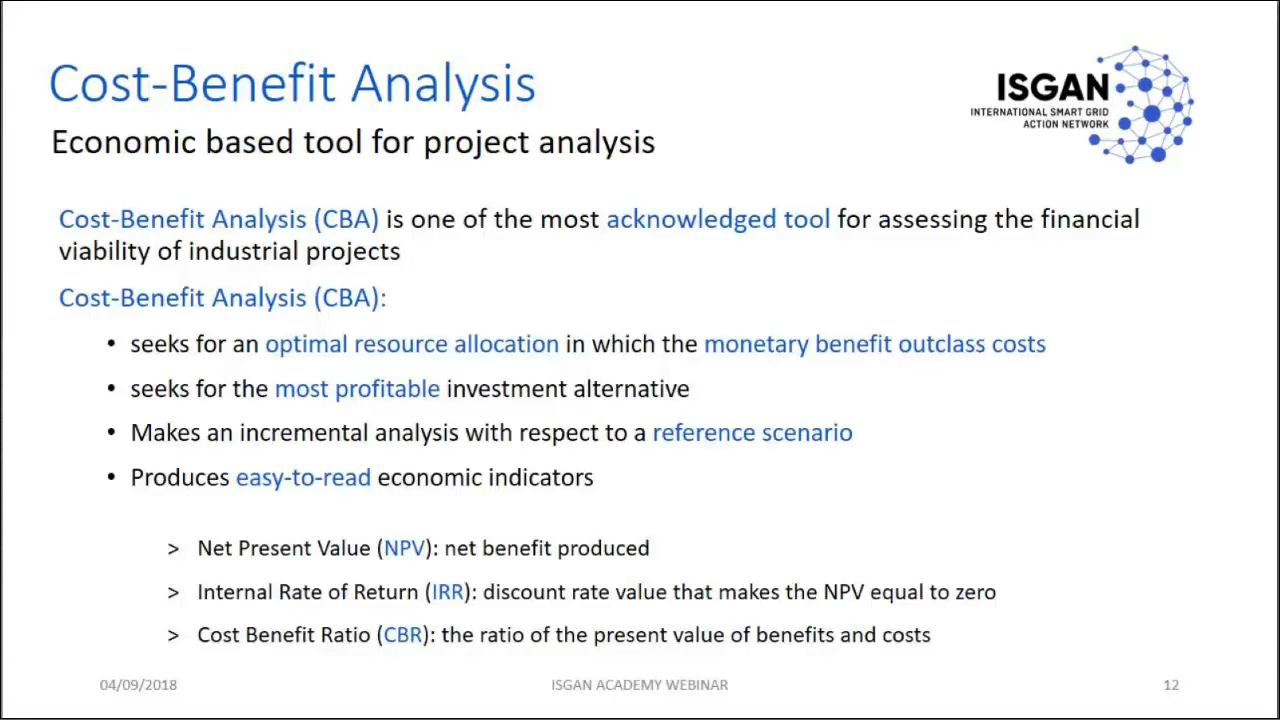 Cost-Benefit Analysis
Economic based tool for project analysis
ISGAN
INTERNATIONAL SMART GRID
ACTION NETWORK
Cost-Benefit Analysis (CBA) is one of the most acknowledged tool for assessing the financial
viability of industrial projects
Cost-Benefit Analysis (CBA):
• seeks for an optimal resource allocation in which the monetary benefit outclass costs
• seeks for the most profitable investment alternative
• Makes an incremental analysis with respect to a reference scenario
• Produces easy-to-read economic indicators
> Net Present Value (NPV): net benefit produced
> Internal Rate of Return (IRR): discount rate value that makes the NPV equal to zero
> Cost Benefit Ratio (CBR): the ratio of the present value of benefits and costs
04/09/2018
ISGAN ACADEMY WEBINAR
12